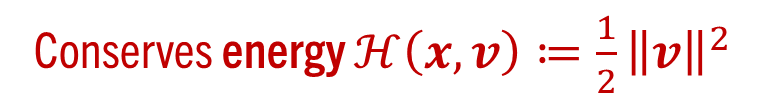 Conserves energy ℋ(𝒙, 𝒗) ≔ 1/2 ‖𝒗‖²